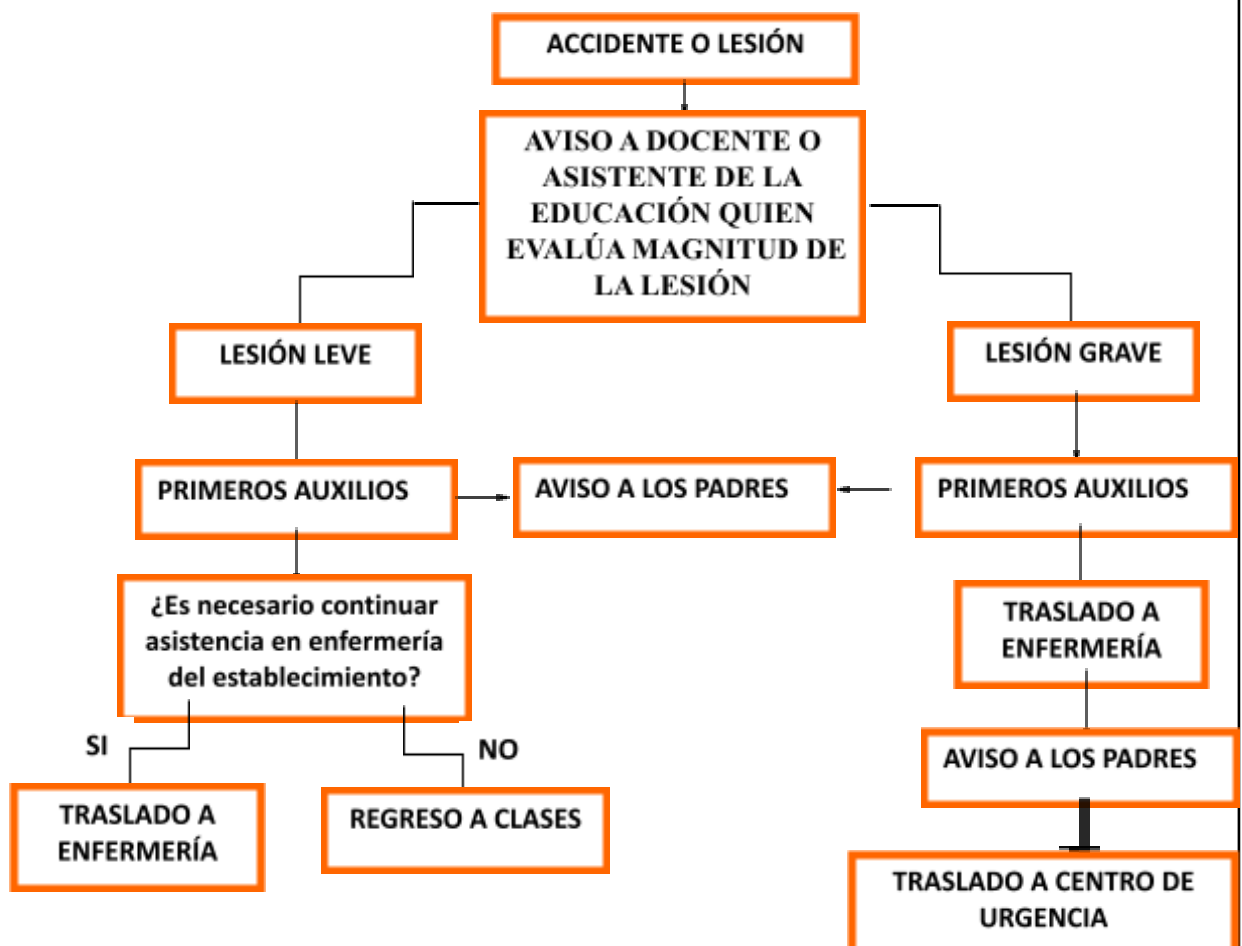 ACCIDENTE O LESIÓN
AVISO A DOCENTE O
ASISTENTE DE LA
EDUCACIÓN QUIEN
EVALÚA MAGNITUD DE
LA LESIÓN
LESIÓN LEVE
LESIÓN GRAVE
PRIMEROS AUXILIOS
AVISO A LOS PADRES
PRIMEROS AUXILIOS
¿Es necesario continuar
asistencia en enfermería
del establecimiento?
TRASLADO A
ENFERMERÍA
SI
NO
AVISO A LOS PADRES
TRASLADO A
ENFERMERÍA
REGRESO A CLASES
TRASLADO A CENTRO DE
URGENCIA